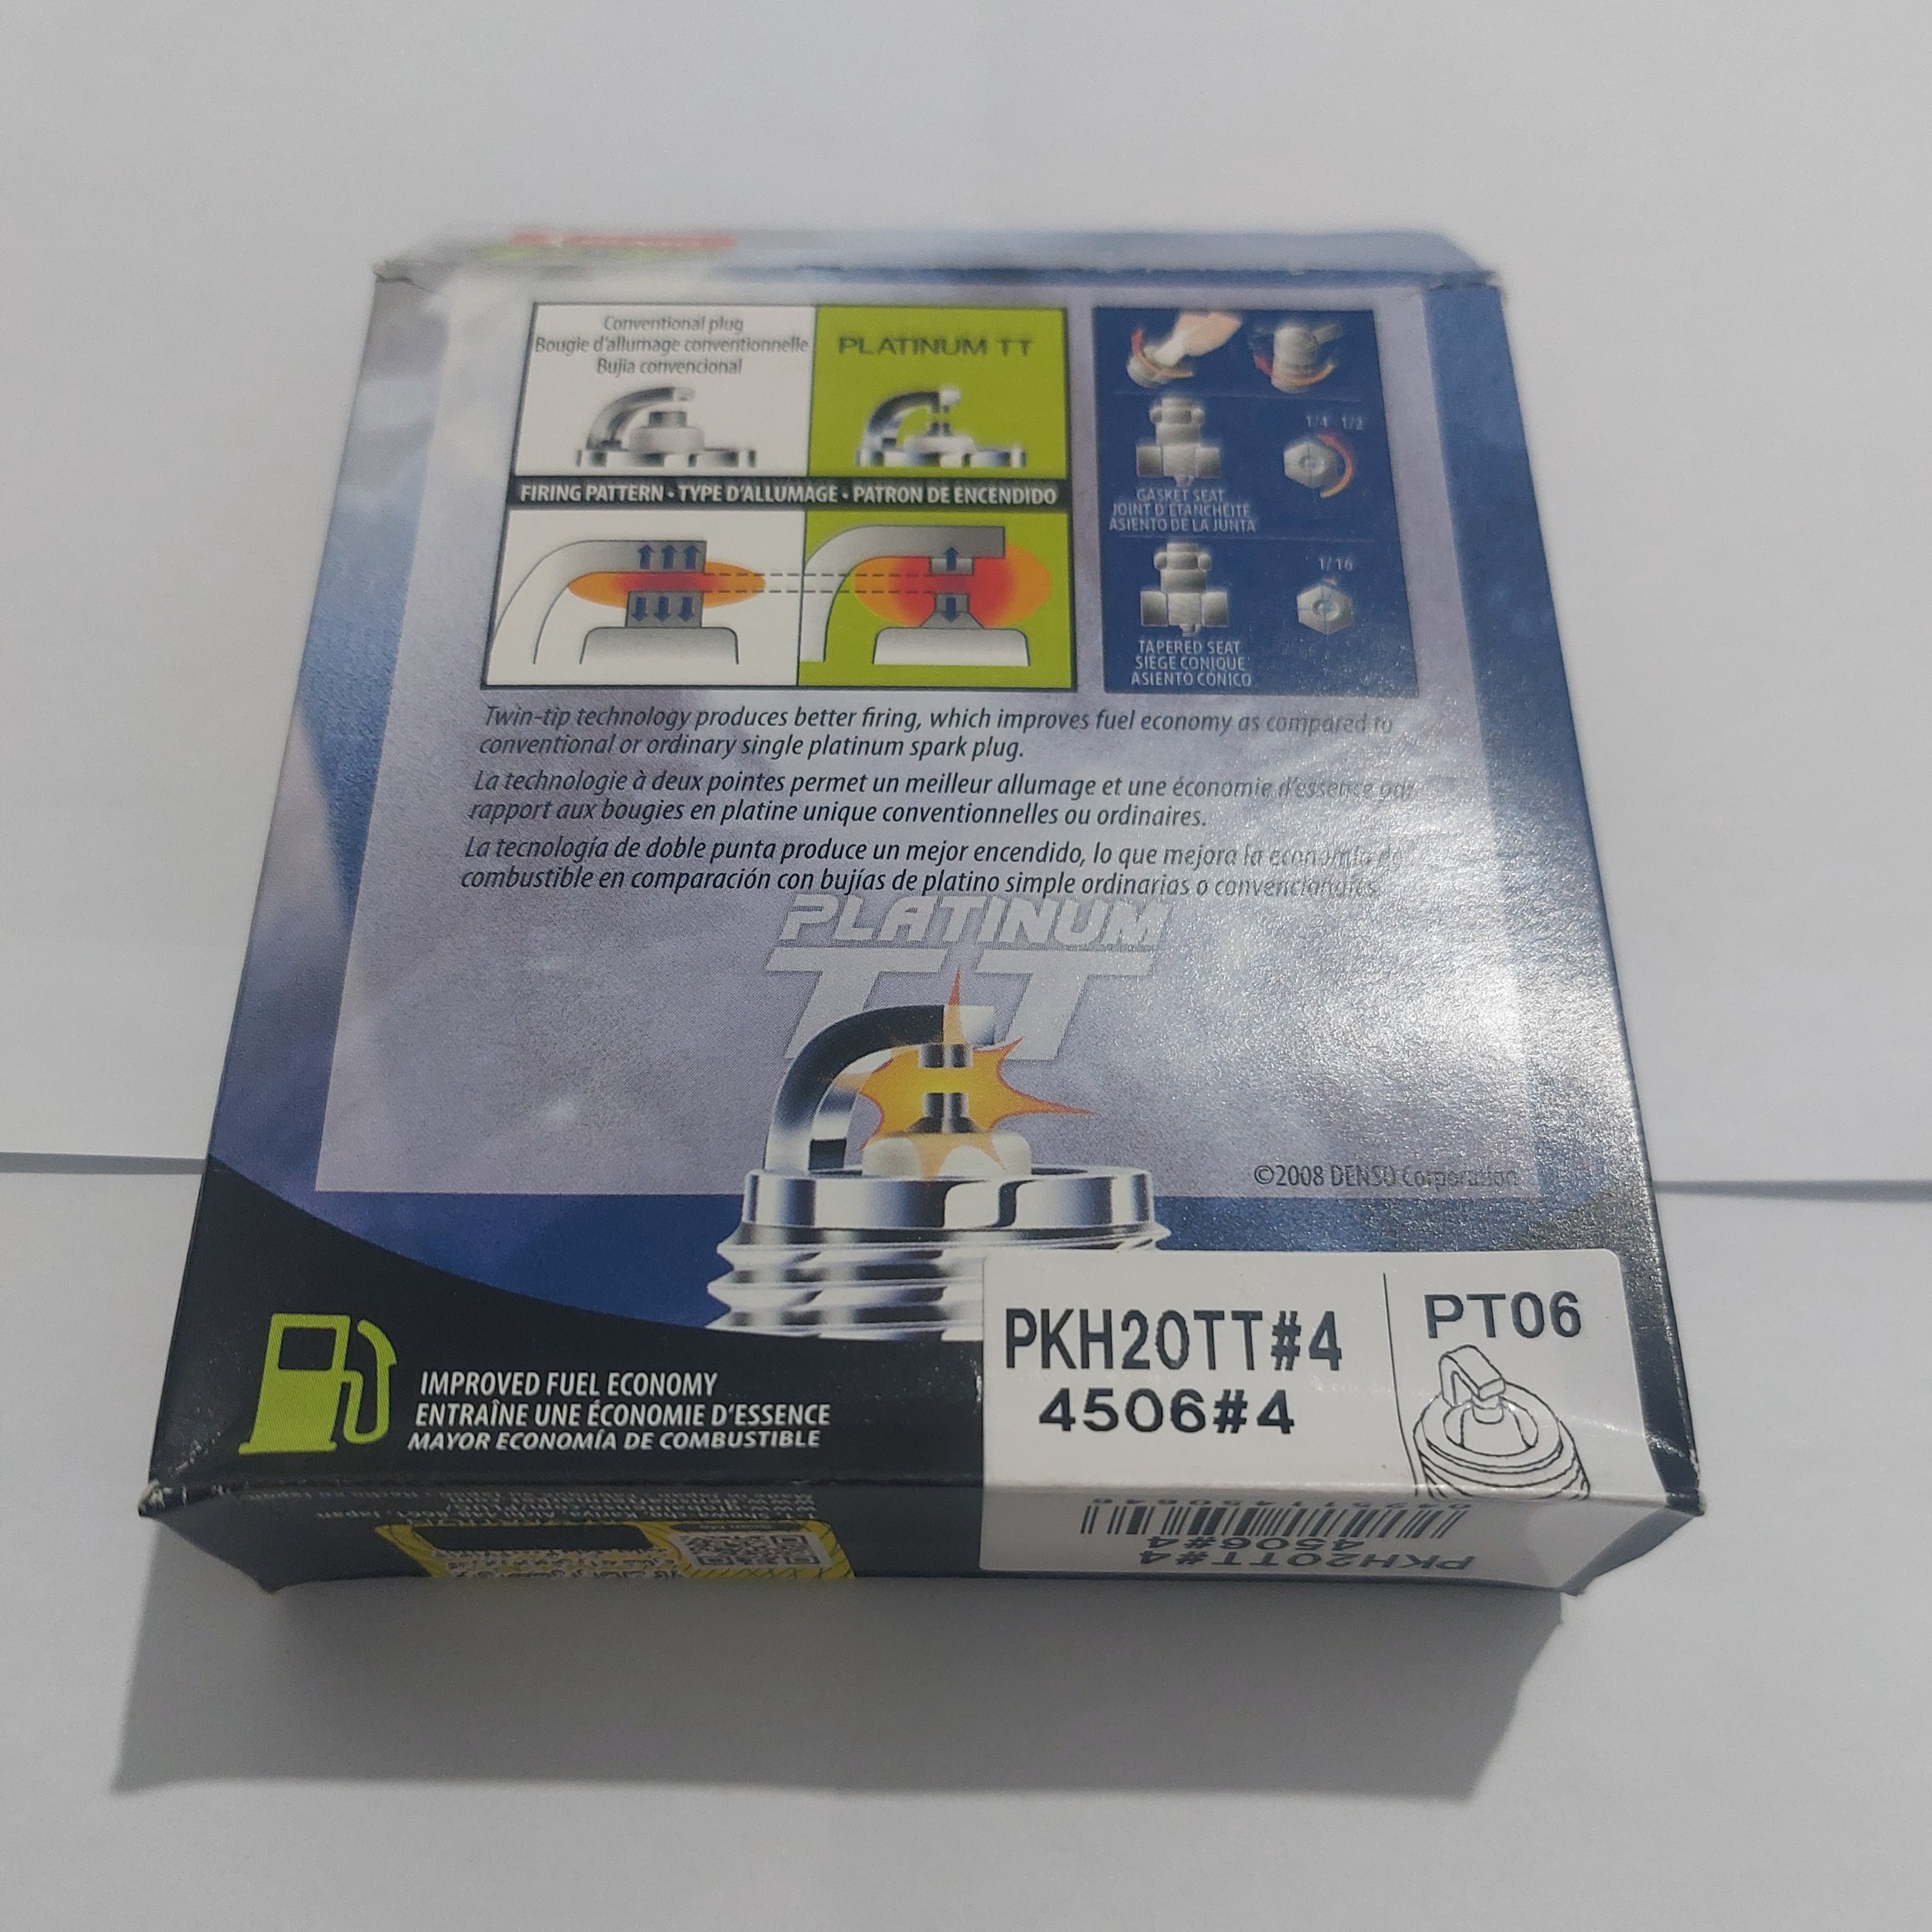 Conventional plug
Bougie d'allumage conventionnelle
Bujía convencional
PLATINUM TT
FIRING PATTERN • TYPE D'ALLUMAGE • PATRON DE ENCENDIDO
1/4 1/2
GASKET SEAT
JOINT D'ÉTANCHÉITÉ
ASIENTO DE LA JUNTA
1/16
TAPERED SEAT
SIÈGE CONIQUE
ASIENTO CÓNICO
Twin-tip technology produces better firing, which improves fuel economy as compared to
conventional or ordinary single platinum spark plug.
La technologie à deux pointes permet un meilleur allumage et une économie d'essence par
rapport aux bougies en platine unique conventionnelles ou ordinaires.
La tecnología de doble punta produce un mejor encendido, lo que mejora la economía de
combustible en comparación con bujías de platino simple ordinarias o convencionales.
PLATINUM
TT
©2008 DENSO Corporation
PKH20TT#4
4506#4
PT06
IMPROVED FUEL ECONOMY
ENTRAÎNE UNE ÉCONOMIE D'ESSENCE
MAYOR ECONOMÍA DE COMBUSTIBLE
PKH20TT#4
4506#4